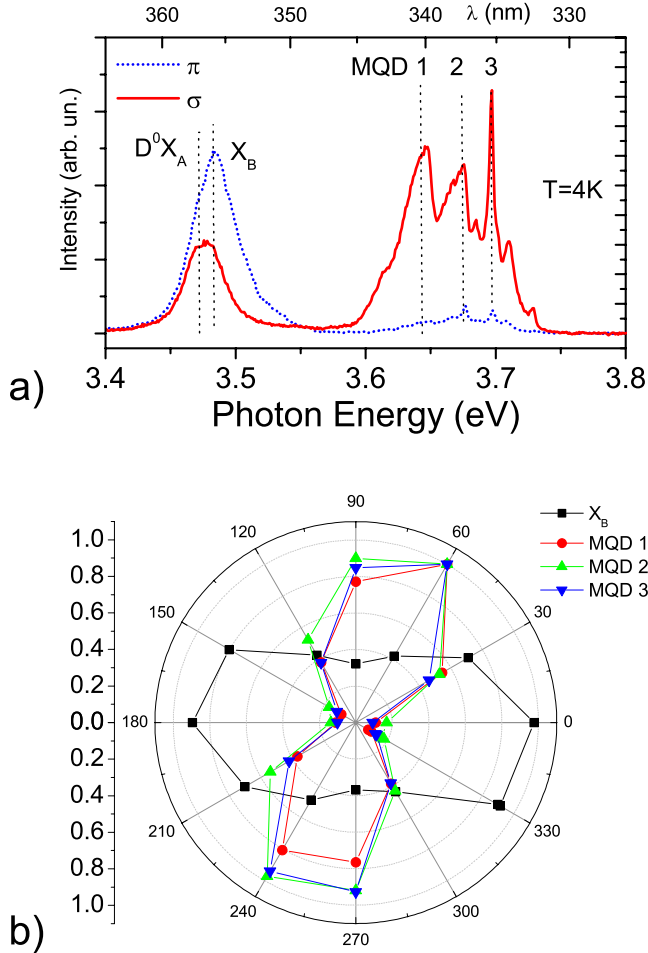 360 350 340 λ (nm) 330
π
σ
MQD 1 2 3
D⁰X_A X_B
T=4K
Intensity (arb. un.)
3.4 3.5 3.6 3.7 3.8
a)
Photon Energy (eV)
90
120 60
150 30
180 0
210 330
240 300
270
1.0
0.8
0.6
0.4
0.2
0.0
0.2
0.4
0.6
0.8
1.0
X_B
MQD 1
MQD 2
MQD 3
b)